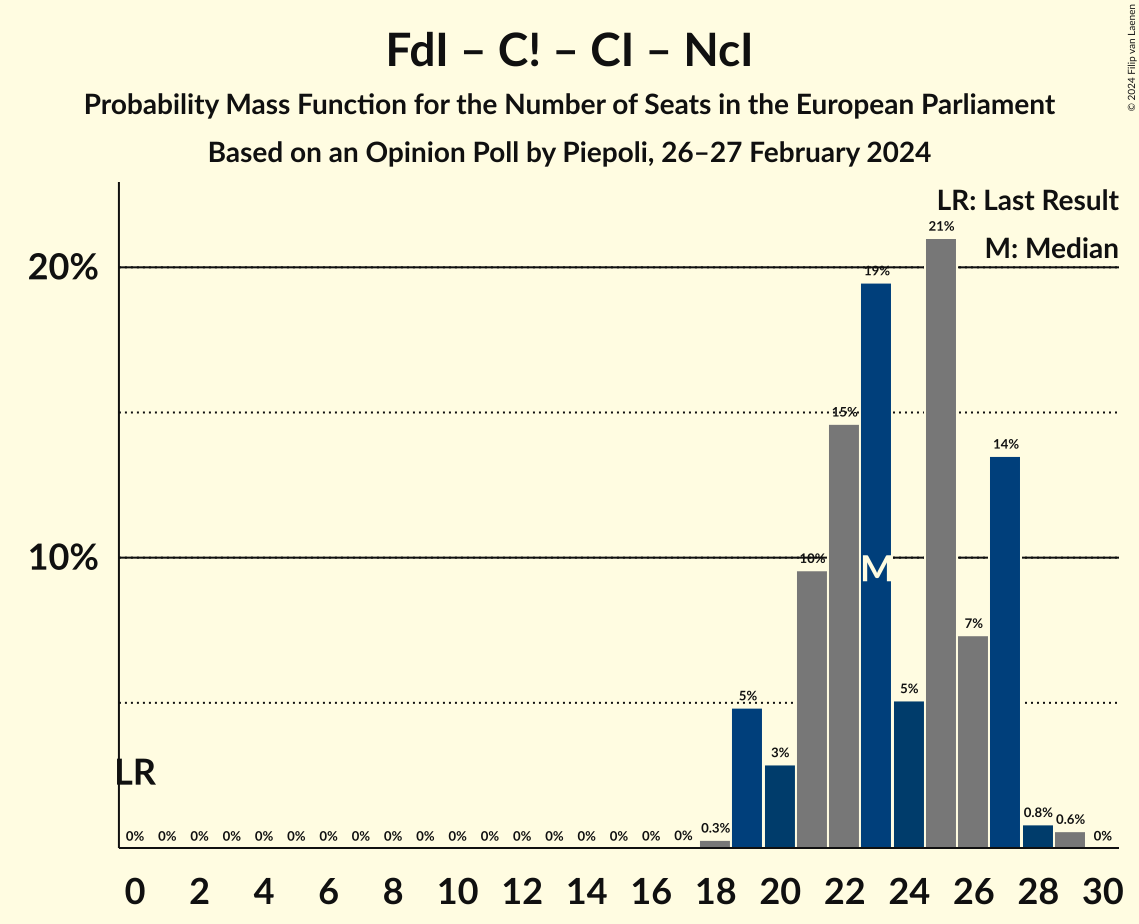 FdI – C! – CI – NcI
Probability Mass Function for the Number of Seats in the European Parliament
Based on an Opinion Poll by Piepoli, 26–27 February 2024
© 2024 Filip van Laenen
LR: Last Result
M: Median
20%
10%
21%
19%
15%
14%
10%
M
7%
5%
5%
3%
LR
0% 0% 0% 0% 0% 0% 0% 0% 0% 0% 0% 0% 0% 0% 0% 0% 0% 0% 0.3% 0.8% 0.6% 0%
0 2 4 6 8 10 12 14 16 18 20 22 24 26 28 30